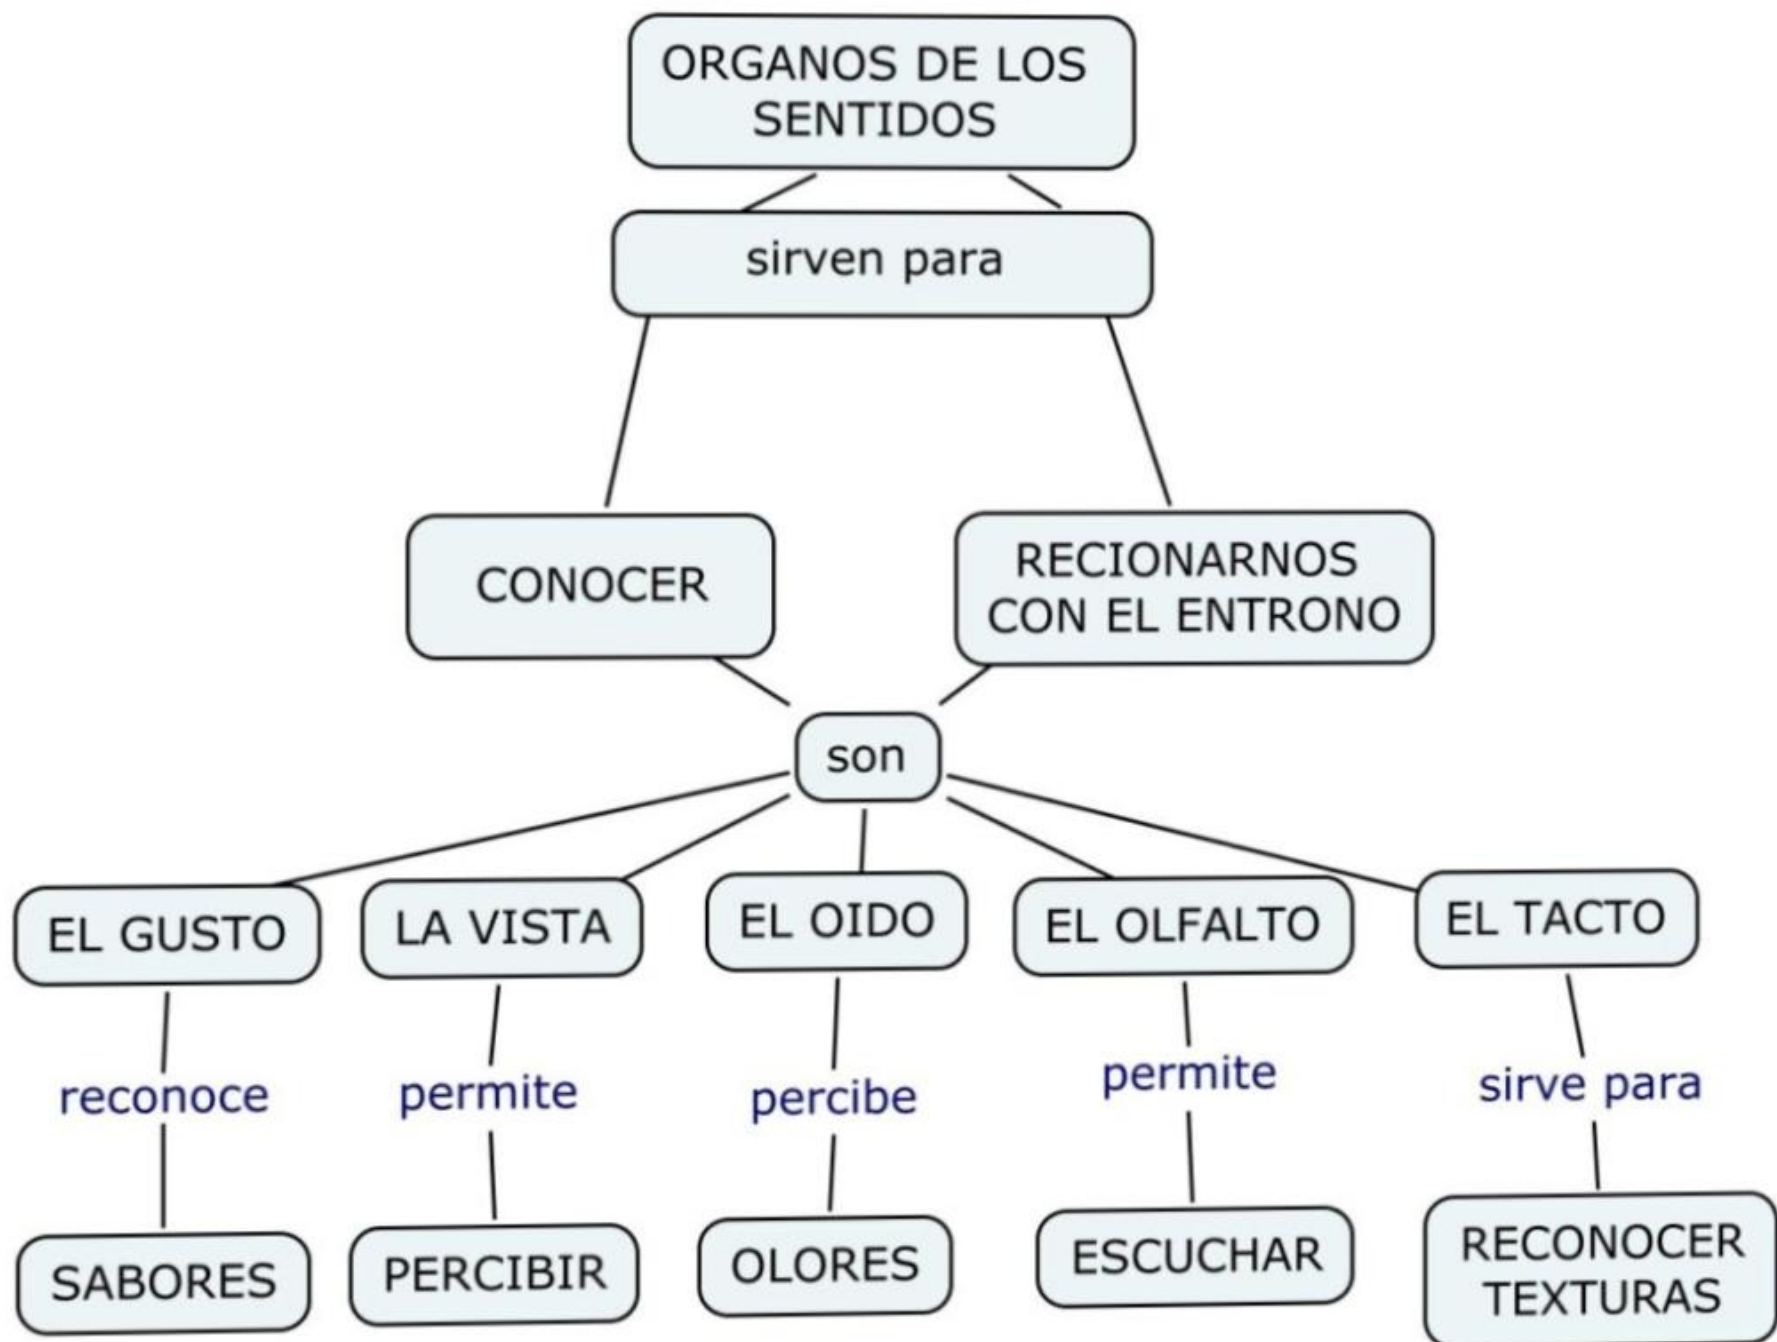 ORGANOS DE LOS
SENTIDOS
sirven para
CONOCER
RECIONARNOS
CON EL ENTRONO
son
EL GUSTO
LA VISTA
EL OIDO
EL OLFALTO
EL TACTO
reconoce
permite
percibe
permite
sirve para
SABORES
PERCIBIR
OLORES
ESCUCHAR
RECONOCER
TEXTURAS